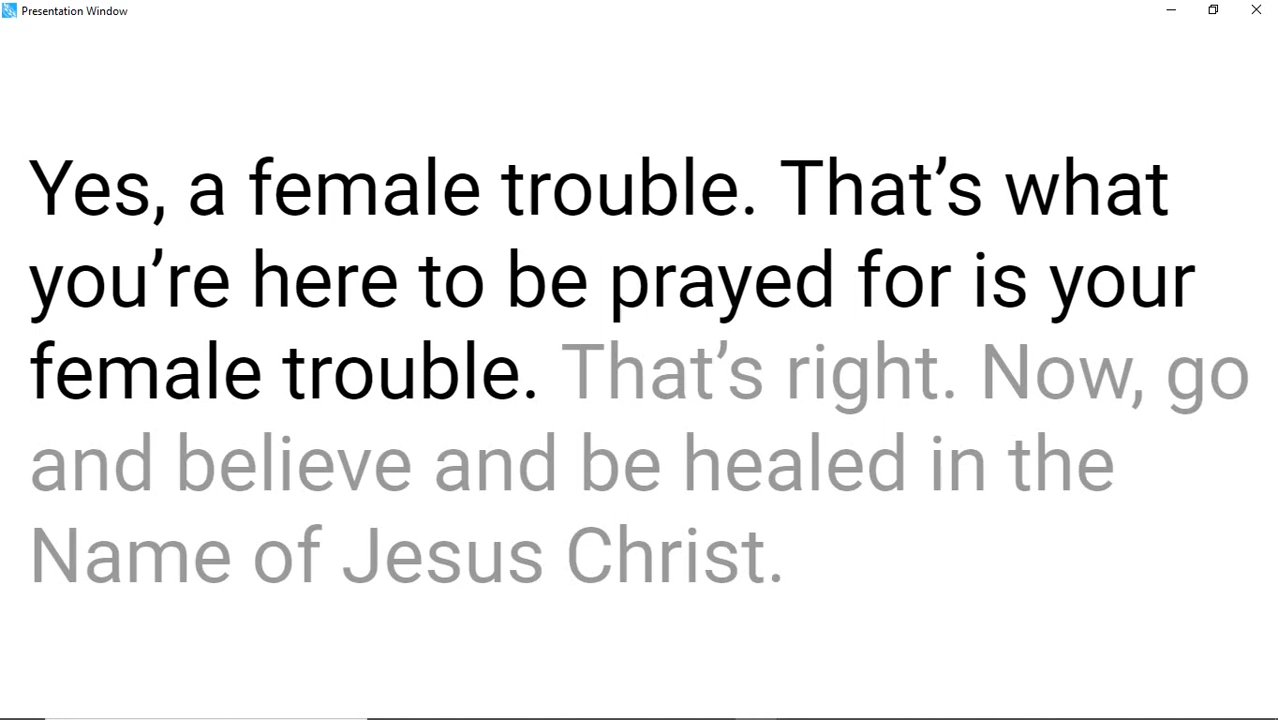 Presentation Window
Yes, a female trouble. That’s what
you’re here to be prayed for is your
female trouble. That’s right. Now, go
and believe and be healed in the
Name of Jesus Christ.